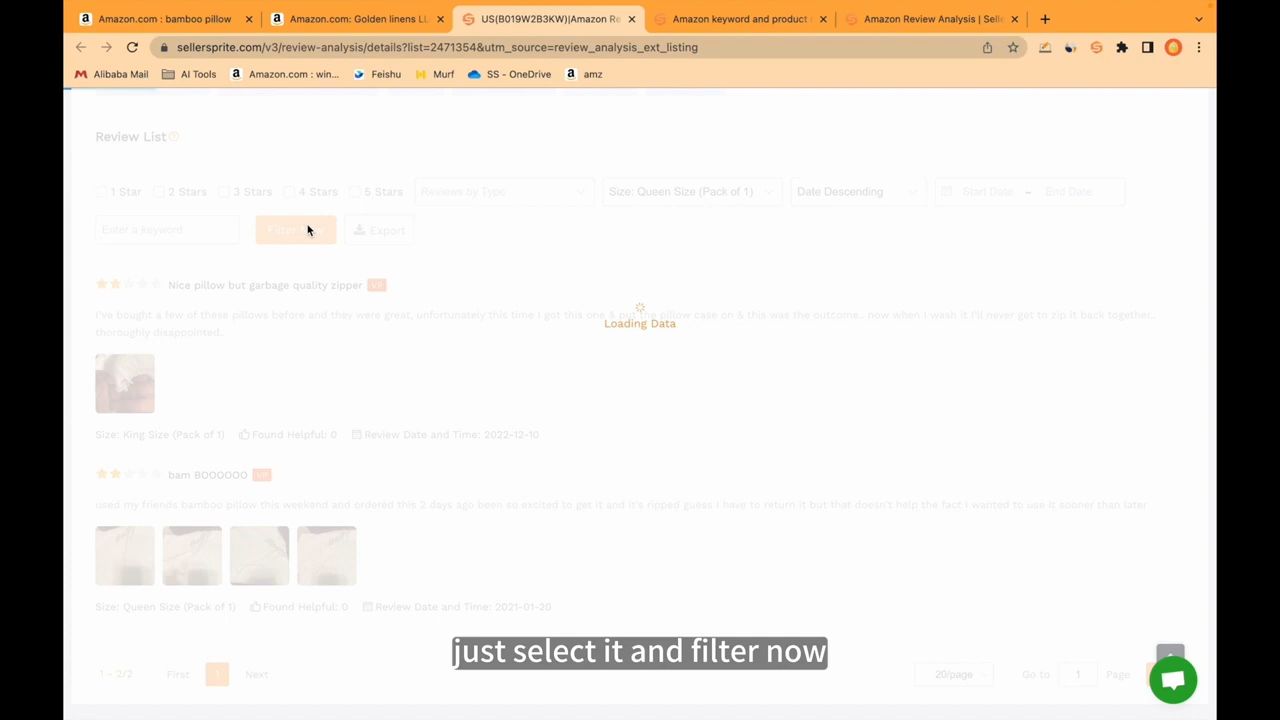 Amazon.com : bamboo pillow
Amazon.com: Golden linens LL
US(B019W2B3KW)|Amazon Re
Amazon keyword and product
Amazon Review Analysis | Selle
sellersprite.com/v3/review-analysis/details?list=2471354&utm_source=review_analysis_ext_listing
Alibaba Mail
AI Tools
Amazon.com : win...
Feishu
Murf
SS - OneDrive
amz
Review List
1 Star
2 Stars
3 Stars
4 Stars
5 Stars
Reviews by Type
Size: Queen Size (Pack of 1)
Date Descending
Start Date
~
End Date
Enter a keyword
Filter
Export
Nice pillow but garbage quality zipper
VP
I've bought a few of these pillows before and they were great, unfortunately this time I got this one & put the pillow case on & this was the outcome.. now when I wash it I'll never get to zip it back together..
thoroughly disappointed..
Loading Data
Size: King Size (Pack of 1)
Found Helpful: 0
Review Date and Time: 2022-12-10
bam BOOOOOO
VP
used my friends bamboo pillow this weekend and ordered this 2 days ago been so excited to get it and it's ripped guess I have to return it but that doesn't help the fact I wanted to use it sooner than later
Size: Queen Size (Pack of 1)
Found Helpful: 0
Review Date and Time: 2021-01-20
just select it and filter now
1 - 2/2
First
1
Next
20/page
Go to
1
Page